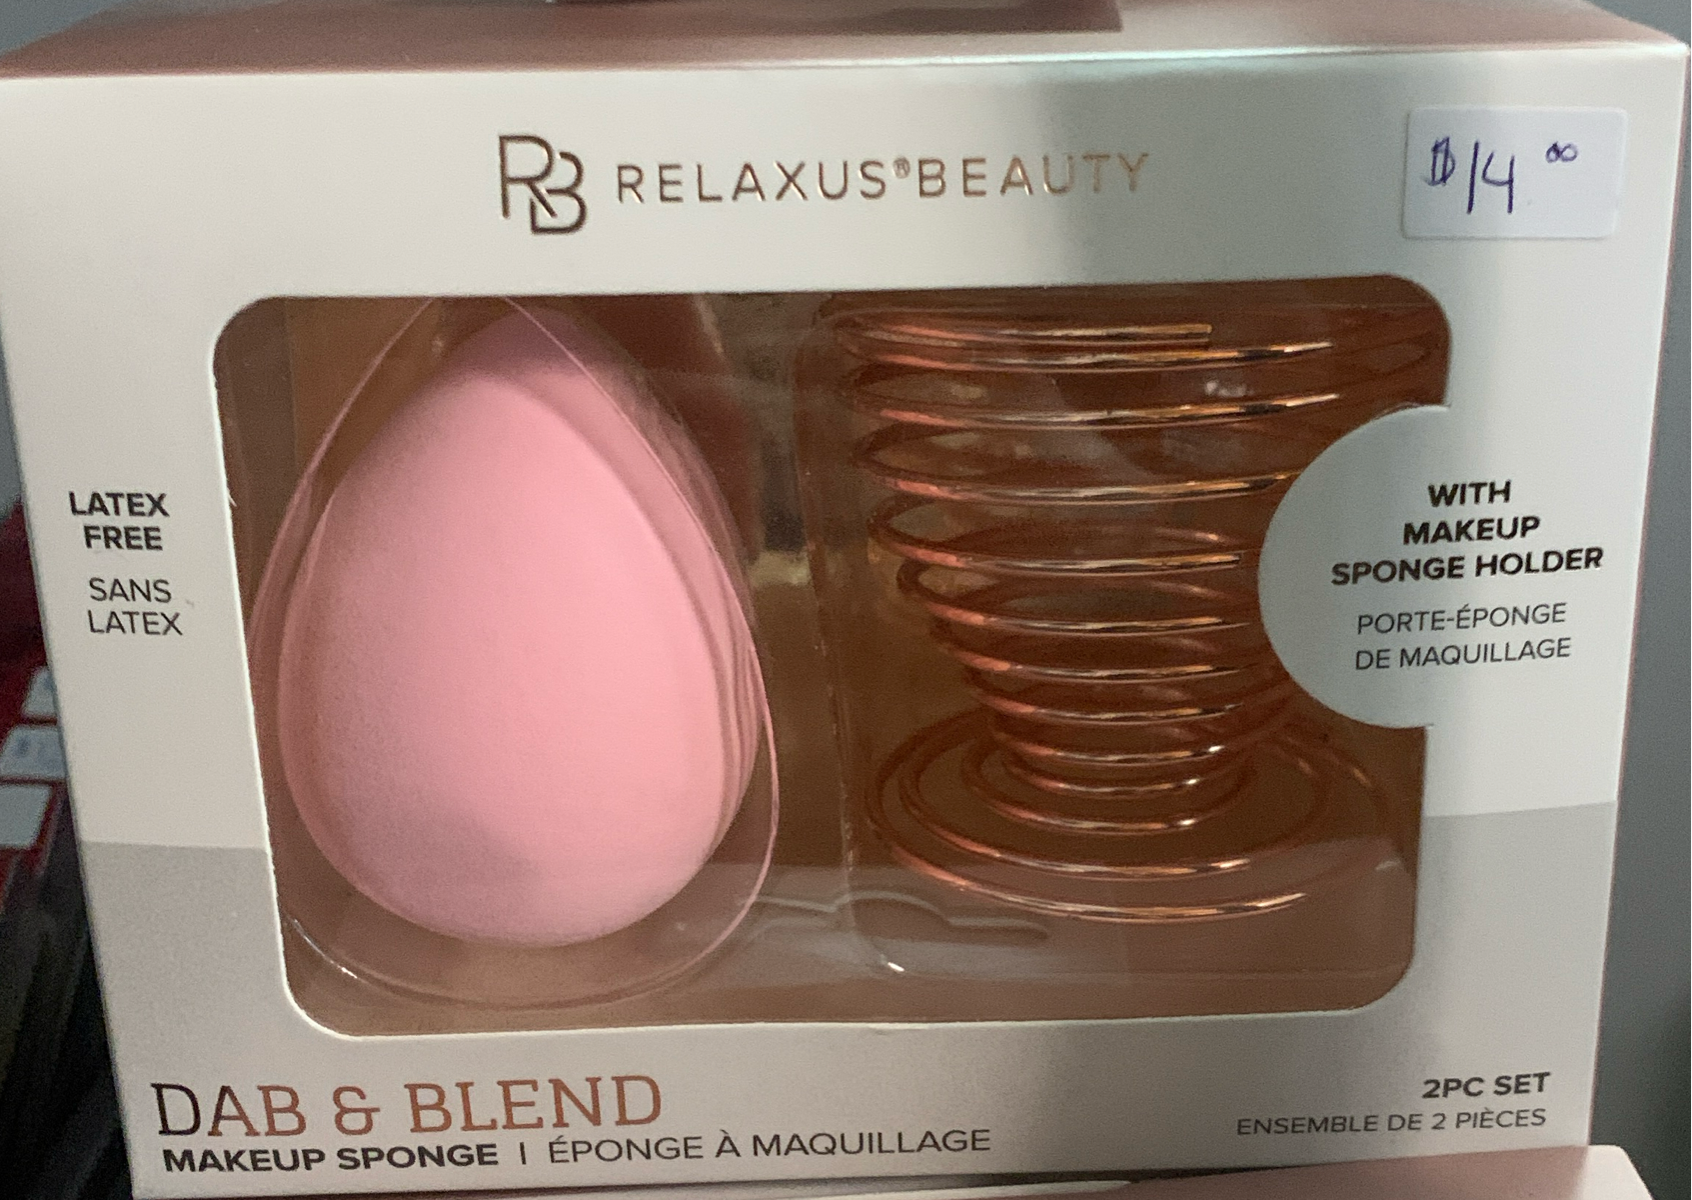 RB RELAXUS®BEAUTY
$14.00
LATEX
FREE
SANS
LATEX
WITH
MAKEUP
SPONGE HOLDER
PORTE-ÉPONGE
DE MAQUILLAGE
DAB & BLEND
MAKEUP SPONGE | ÉPONGE À MAQUILLAGE
2PC SET
ENSEMBLE DE 2 PIÈCES